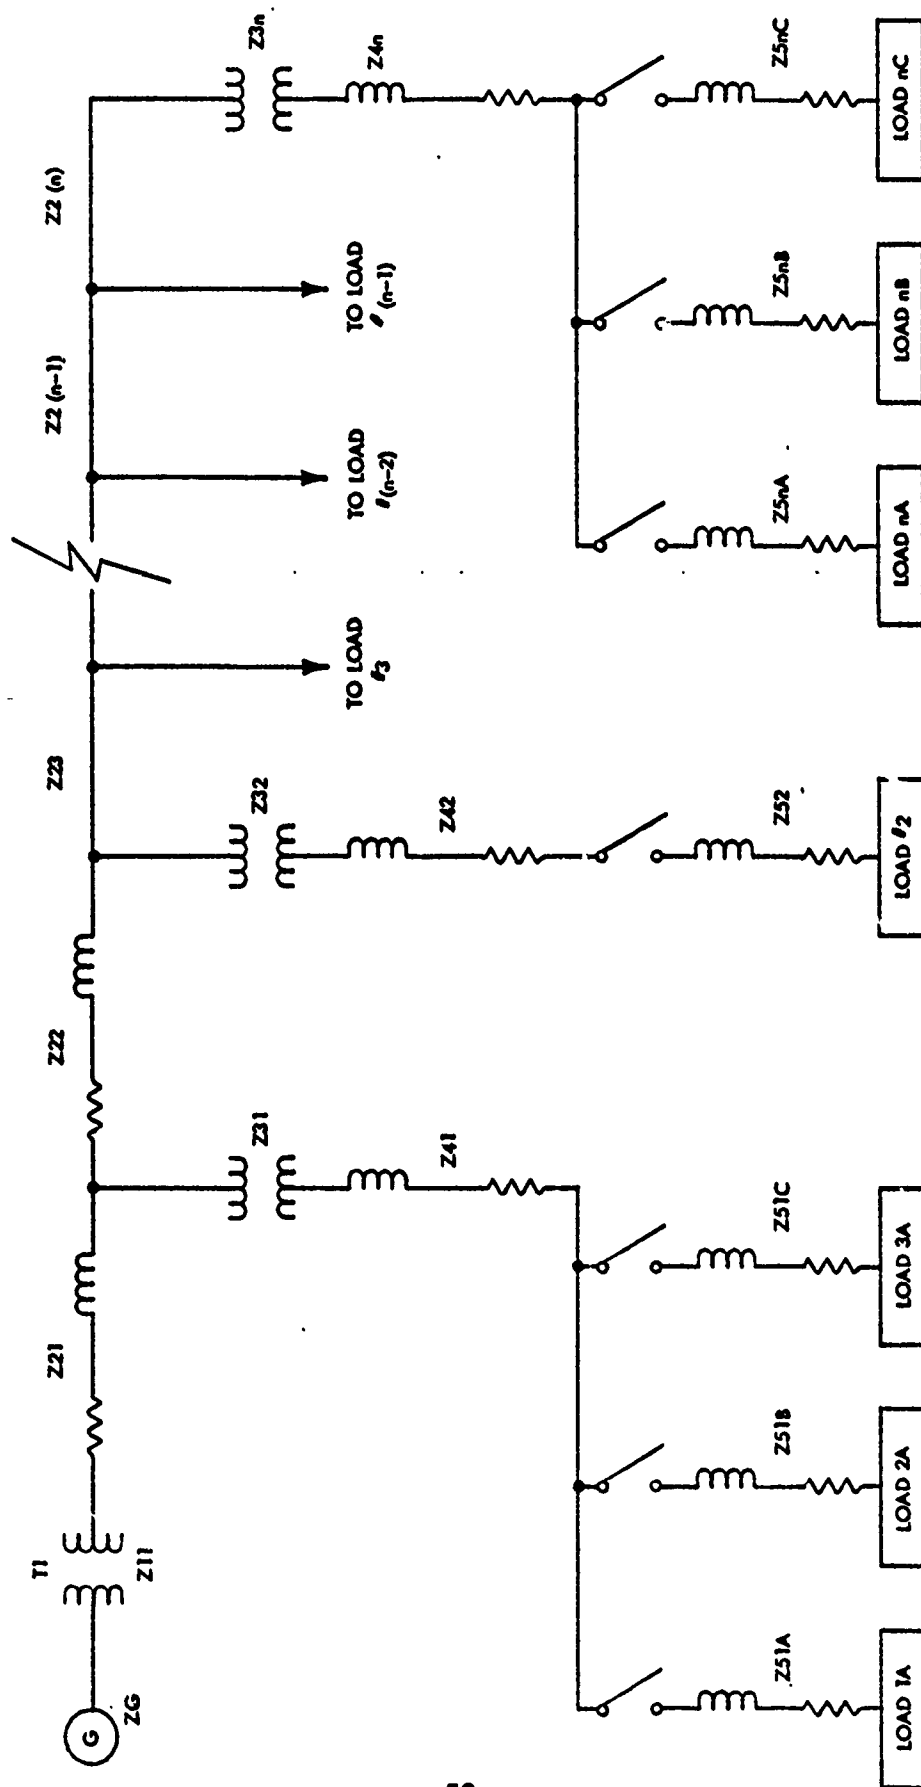 T1
Z21
Z22
Z23
Z2 (n-1)
Z2 (n)
G
ZG
Z11
Z31
Z32
Z3n
Z41
Z42
Z4n
TO LOAD
#3
TO LOAD
#(n-2)
TO LOAD
#(n-1)
Z51A
Z51B
Z51C
Z52
Z5nA
Z5nB
Z5nC
LOAD 1A
LOAD 2A
LOAD 3A
LOAD #2
LOAD nA
LOAD nB
LOAD nC